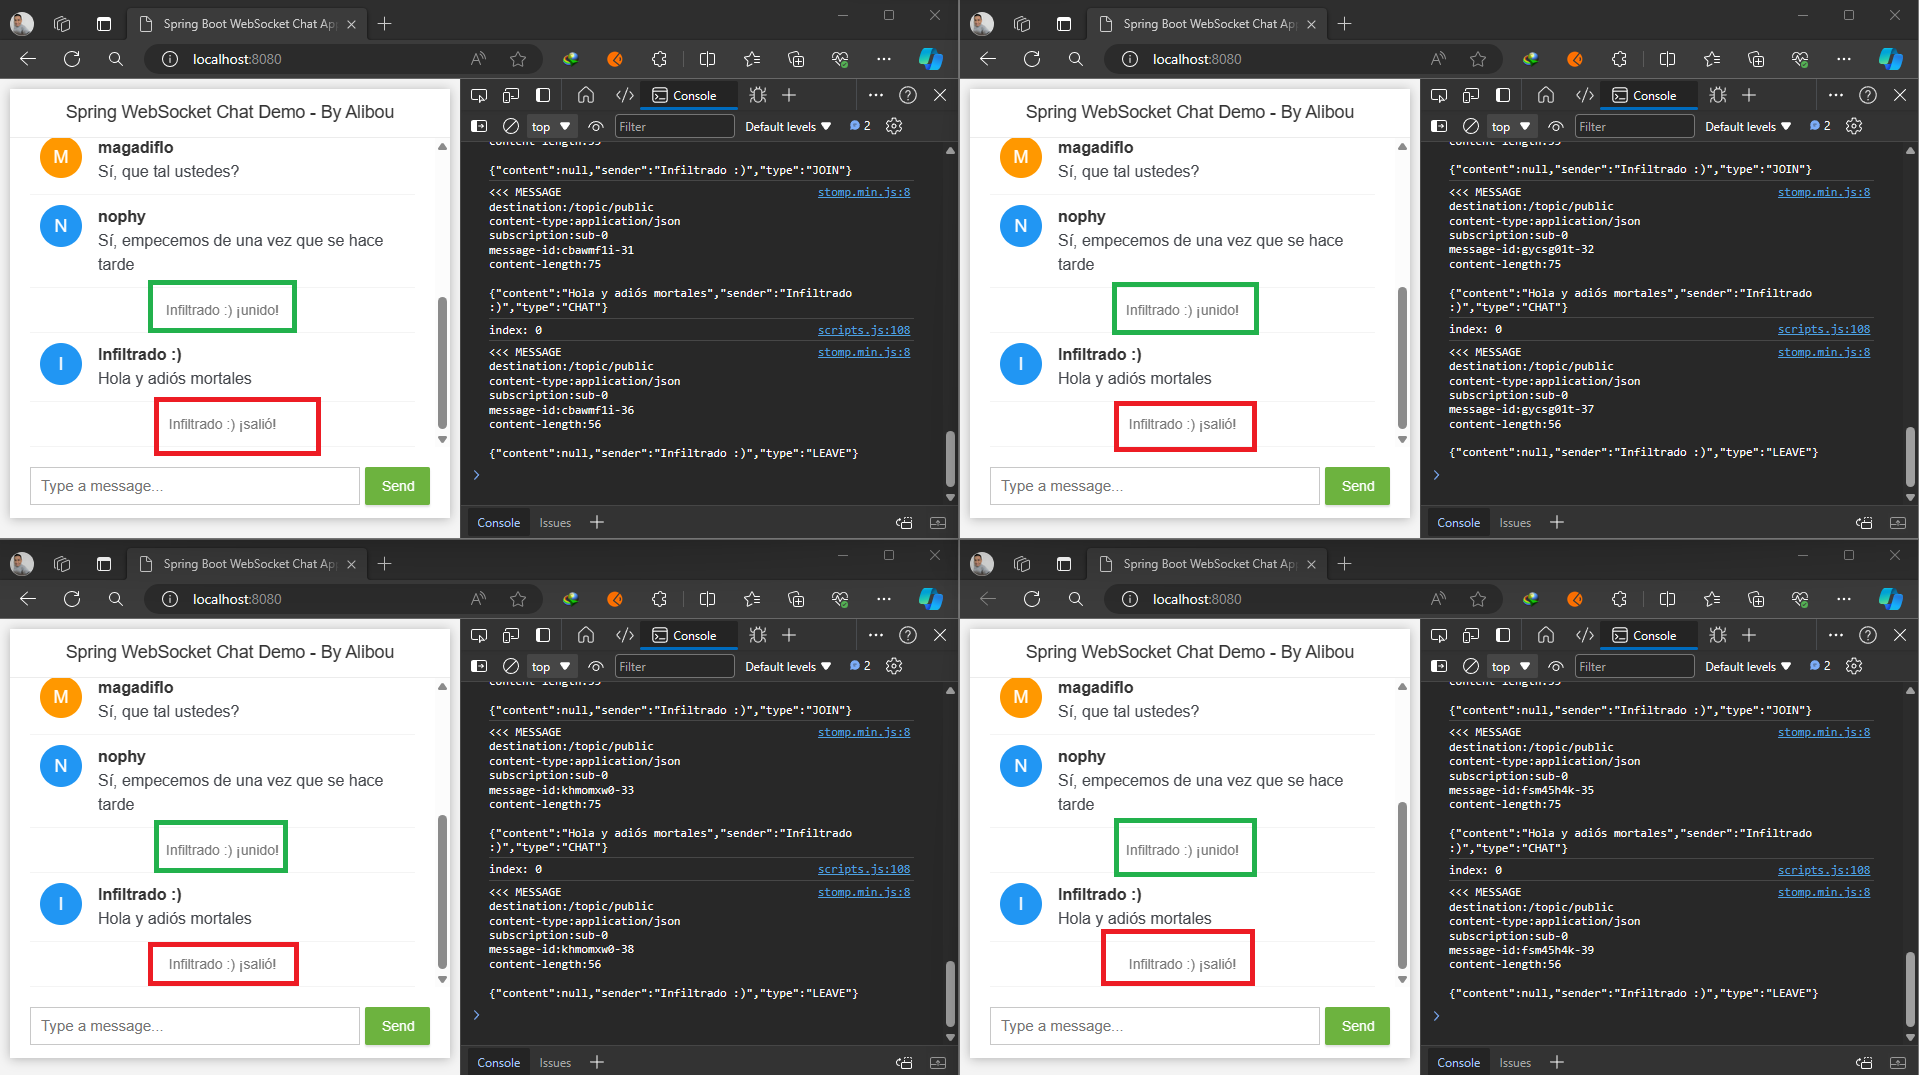 Spring Boot WebSocket Chat Ap
localhost:8080
Spring WebSocket Chat Demo - By Alibou
M
magadiflo
Sí, que tal ustedes?
N
nophy
Sí, empecemos de una vez que se hace
tarde
Infiltrado :) ¡unido!
I
Infiltrado :)
Hola y adiós mortales
Infiltrado :) ¡salió!
Type a message...
Send
Console
top
Filter
Default levels
2
{"content":null,"sender":"Infiltrado :)","type":"JOIN"}
<<< MESSAGE
stomp.min.js:8
destination:/topic/public
content-type:application/json
subscription:sub-0
message-id:cbawmf1i-31
content-length:75
{"content":"Hola y adiós mortales","sender":"Infiltrado
:)","type":"CHAT"}
index: 0
scripts.js:108
<<< MESSAGE
stomp.min.js:8
destination:/topic/public
content-type:application/json
subscription:sub-0
message-id:cbawmf1i-36
content-length:56
{"content":null,"sender":"Infiltrado :)","type":"LEAVE"}
Console
Issues
Spring Boot WebSocket Chat Ap
localhost:8080
Spring WebSocket Chat Demo - By Alibou
M
magadiflo
Sí, que tal ustedes?
N
nophy
Sí, empecemos de una vez que se hace
tarde
Infiltrado :) ¡unido!
I
Infiltrado :)
Hola y adiós mortales
Infiltrado :) ¡salió!
Type a message...
Send
Console
top
Filter
Default levels
2
{"content":null,"sender":"Infiltrado :)","type":"JOIN"}
<<< MESSAGE
stomp.min.js:8
destination:/topic/public
content-type:application/json
subscription:sub-0
message-id:gycsg01t-32
content-length:75
{"content":"Hola y adiós mortales","sender":"Infiltrado
:)","type":"CHAT"}
index: 0
scripts.js:108
<<< MESSAGE
stomp.min.js:8
destination:/topic/public
content-type:application/json
subscription:sub-0
message-id:gycsg01t-37
content-length:56
{"content":null,"sender":"Infiltrado :)","type":"LEAVE"}
Console
Issues
Spring Boot WebSocket Chat Ap
localhost:8080
Spring WebSocket Chat Demo - By Alibou
M
magadiflo
Sí, que tal ustedes?
N
nophy
Sí, empecemos de una vez que se hace
tarde
Infiltrado :) ¡unido!
I
Infiltrado :)
Hola y adiós mortales
Infiltrado :) ¡salió!
Type a message...
Send
Console
top
Filter
Default levels
2
{"content":null,"sender":"Infiltrado :)","type":"JOIN"}
<<< MESSAGE
stomp.min.js:8
destination:/topic/public
content-type:application/json
subscription:sub-0
message-id:khmomxw0-33
content-length:75
{"content":"Hola y adiós mortales","sender":"Infiltrado
:)","type":"CHAT"}
index: 0
scripts.js:108
<<< MESSAGE
stomp.min.js:8
destination:/topic/public
content-type:application/json
subscription:sub-0
message-id:khmomxw0-38
content-length:56
{"content":null,"sender":"Infiltrado :)","type":"LEAVE"}
Console
Issues
Spring Boot WebSocket Chat Ap
localhost:8080
Spring WebSocket Chat Demo - By Alibou
M
magadiflo
Sí, que tal ustedes?
N
nophy
Sí, empecemos de una vez que se hace
tarde
Infiltrado :) ¡unido!
I
Infiltrado :)
Hola y adiós mortales
Infiltrado :) ¡salió!
Type a message...
Send
Console
top
Filter
Default levels
2
{"content":null,"sender":"Infiltrado :)","type":"JOIN"}
<<< MESSAGE
stomp.min.js:8
destination:/topic/public
content-type:application/json
subscription:sub-0
message-id:fsm45h4k-35
content-length:75
{"content":"Hola y adiós mortales","sender":"Infiltrado
:)","type":"CHAT"}
index: 0
scripts.js:108
<<< MESSAGE
stomp.min.js:8
destination:/topic/public
content-type:application/json
subscription:sub-0
message-id:fsm45h4k-39
content-length:56
{"content":null,"sender":"Infiltrado :)","type":"LEAVE"}
Console
Issues